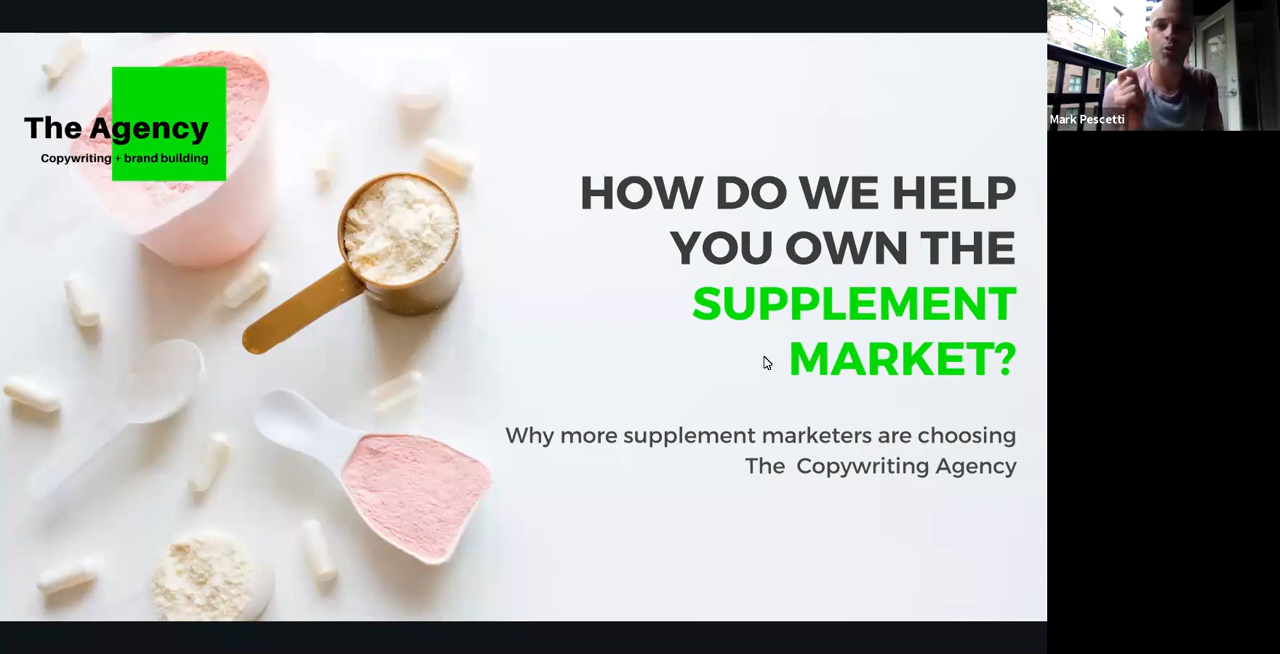 The Agency
Copywriting + brand building
HOW DO WE HELP
YOU OWN THE
SUPPLEMENT
MARKET?
Why more supplement marketers are choosing
The Copywriting Agency
Mark Pescetti